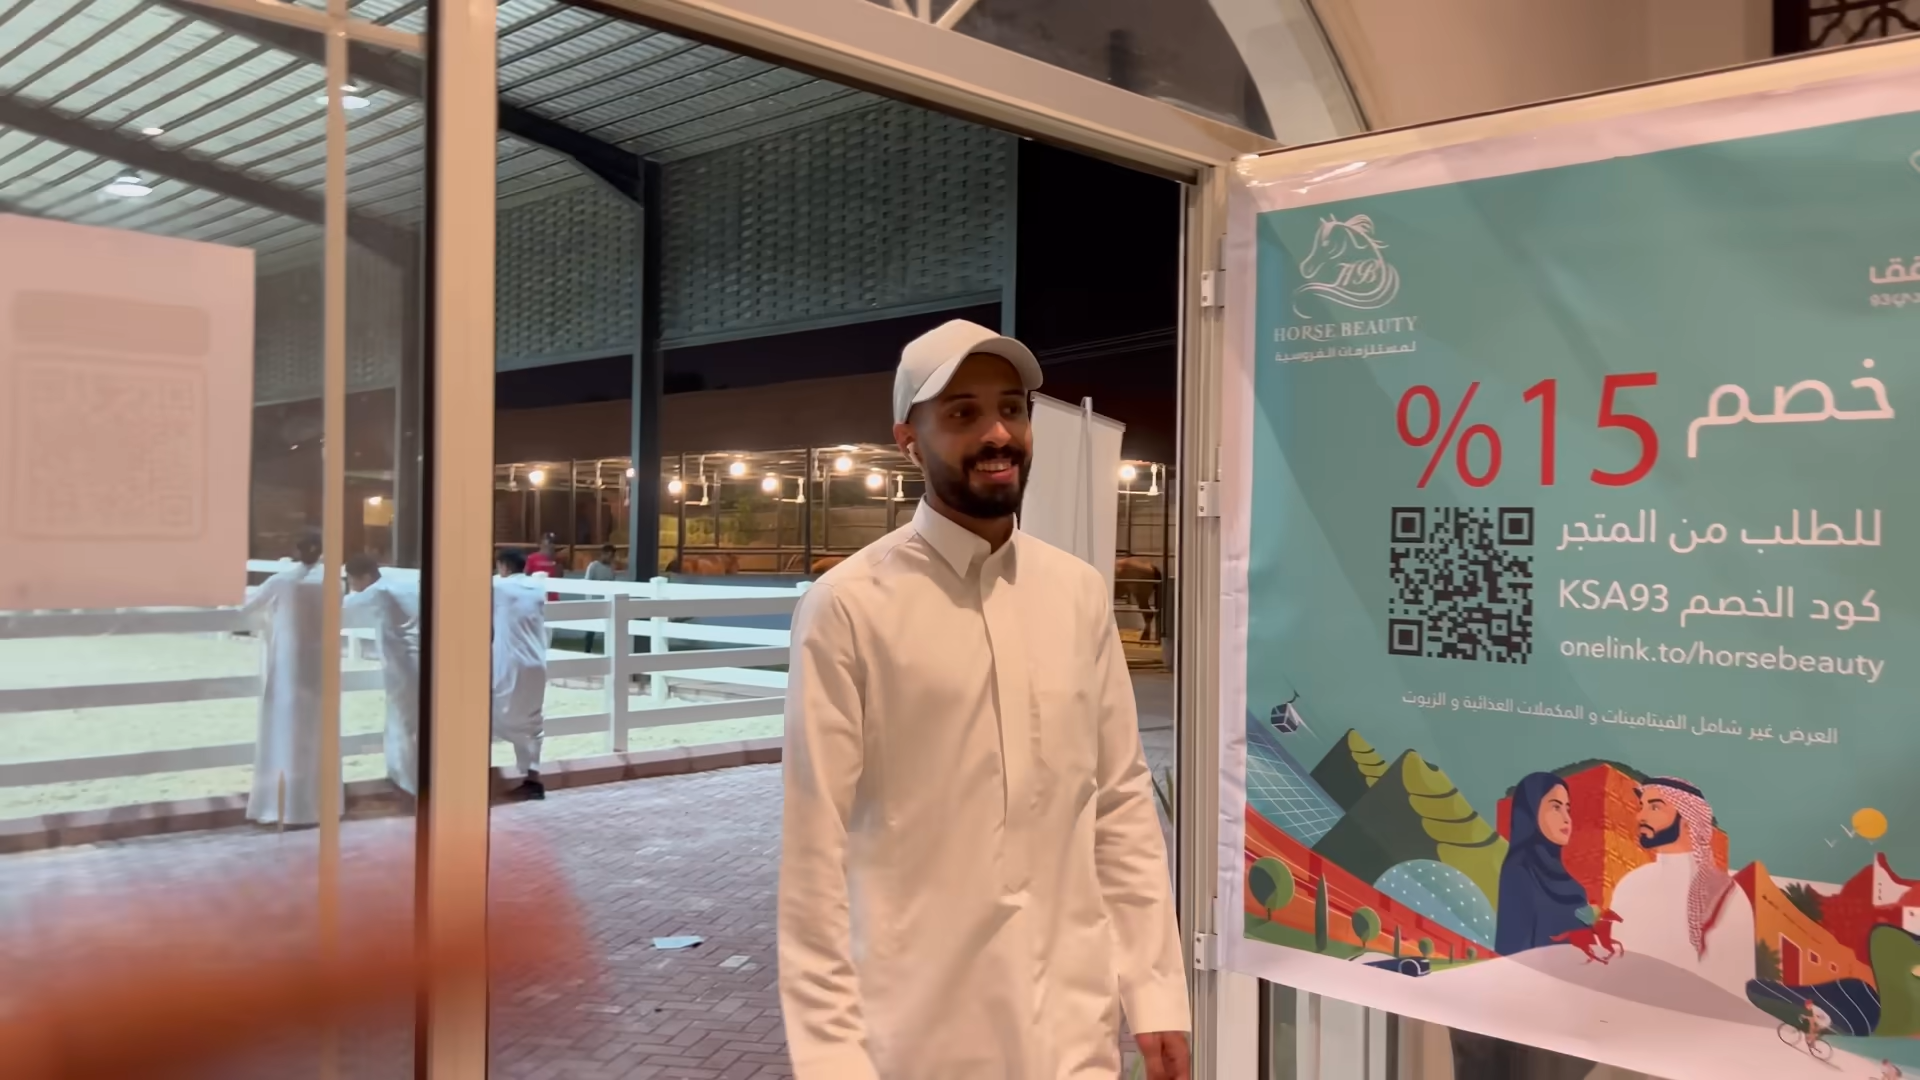 HB
HORSE BEAUTY
لمستلزمات الفروسية
خصم 15%
للطلب من المتجر
كود الخصم KSA93
onelink.to/horsebeauty
العرض غير شامل الفيتامينات و المكملات الغذائية و الزيوت